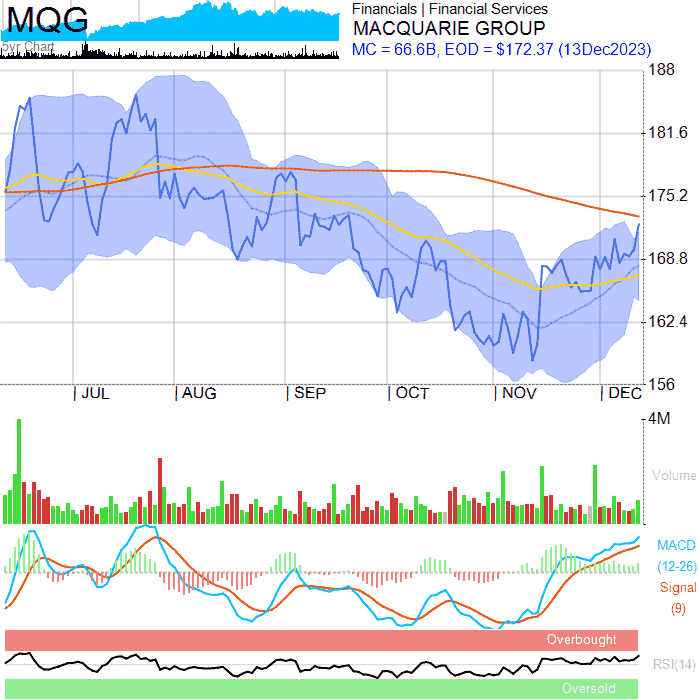 MQG
5yr Chart
Financials | Financial Services
MACQUARIE GROUP
MC = 66.6B, EOD = $172.37 (13Dec2023)
188
181.6
175.2
168.8
162.4
156
JUL AUG SEP OCT NOV DEC
4M
Volume
MACD
(12-26)
Signal
(9)
Overbought
RSI(14)
Oversold